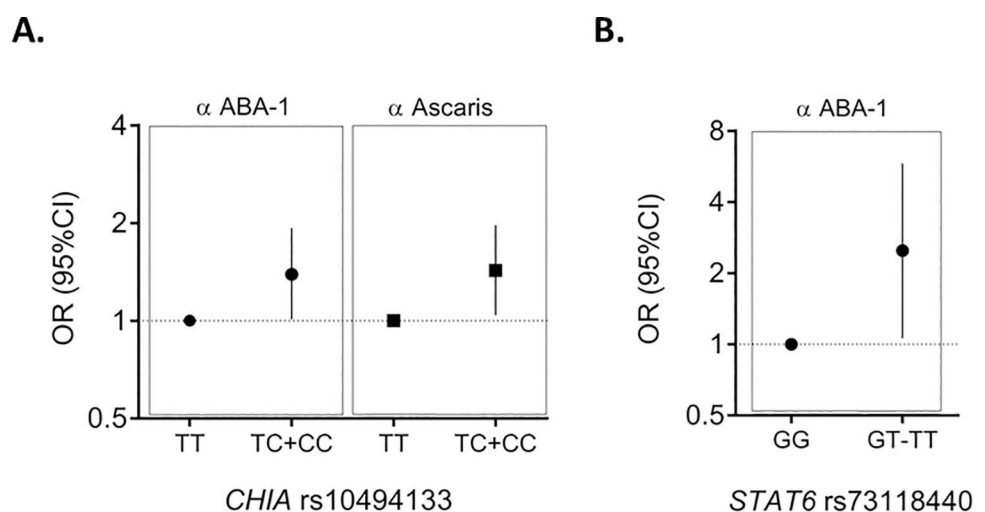 A.
α ABA-1
α Ascaris
OR (95%CI)
4
2
1
0.5
TT
TC+CC
TT
TC+CC
CHIA rs10494133
B.
α ABA-1
OR (95%CI)
8
4
2
1
0.5
GG
GT-TT
STAT6 rs73118440